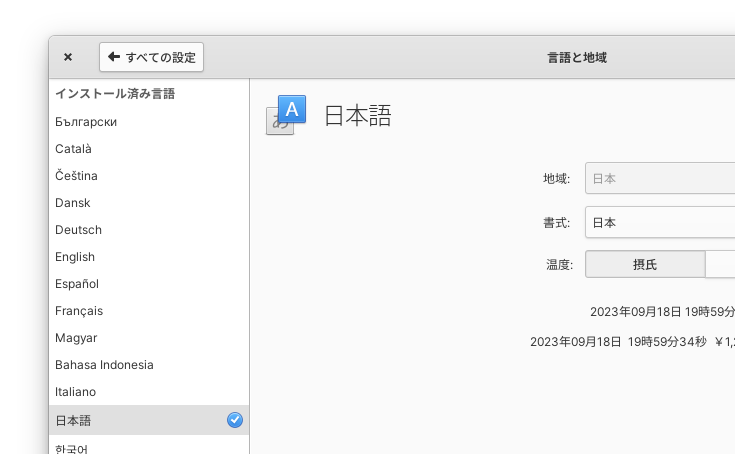 すべての設定
言語と地域
インストール済み言語
Български
Català
Čeština
Dansk
Deutsch
English
Español
Français
Magyar
Bahasa Indonesia
Italiano
日本語
한국어
あ A
日本語
地域: 日本
書式: 日本
温度: 摂氏
2023年09月18日 19時59分
2023年09月18日 19時59分34秒 ￥1,2